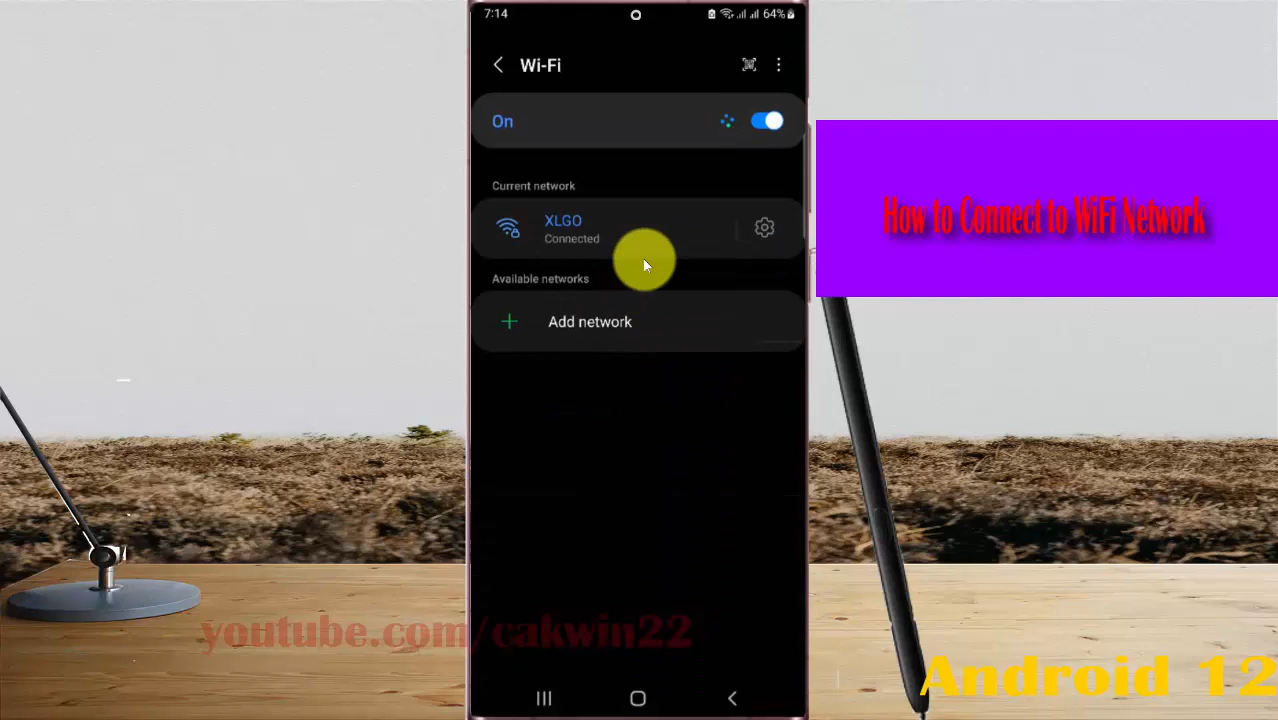 7:14
64%
Wi-Fi
On
Current network
XLGO
Connected
Available networks
Add network
How to Connect to WiFi Network
youtube.com/cakwin22
Android 12